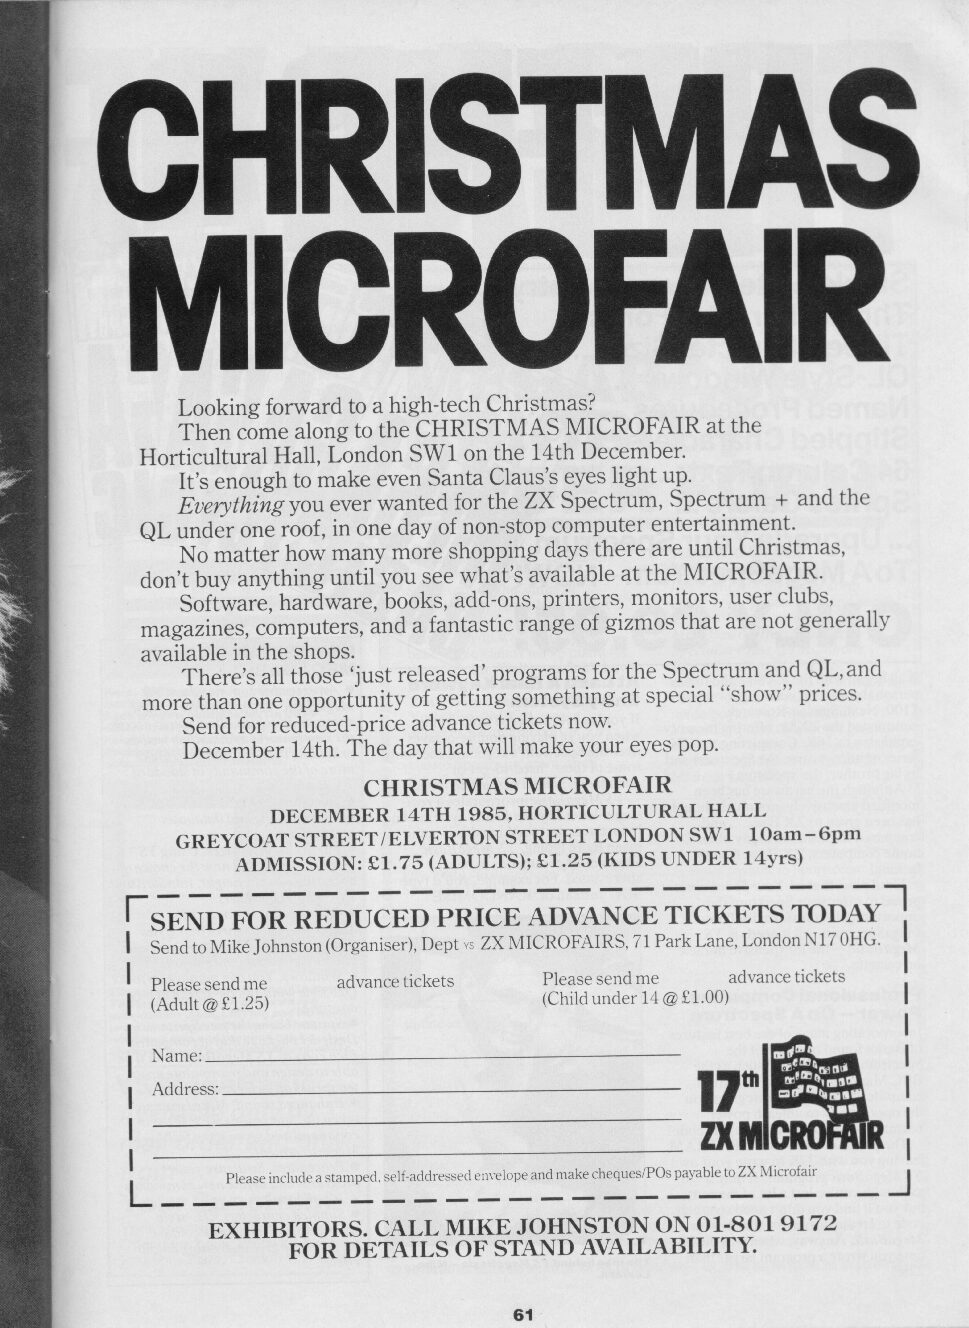 CHRISTMAS
MICROFAIR
Looking forward to a high-tech Christmas?
Then come along to the CHRISTMAS MICROFAIR at the
Horticultural Hall, London SW1 on the 14th December.
It's enough to make even Santa Claus's eyes light up.
Everything you ever wanted for the ZX Spectrum, Spectrum + and the
QL under one roof, in one day of non-stop computer entertainment.
No matter how many more shopping days there are until Christmas,
don't buy anything until you see what's available at the MICROFAIR.
Software, hardware, books, add-ons, printers, monitors, user clubs,
magazines, computers, and a fantastic range of gizmos that are not generally
available in the shops.
There's all those 'just released' programs for the Spectrum and QL, and
more than one opportunity of getting something at special "show" prices.
Send for reduced-price advance tickets now.
December 14th. The day that will make your eyes pop.
CHRISTMAS MICROFAIR
DECEMBER 14TH 1985, HORTICULTURAL HALL
GREYCOAT STREET/ELVERTON STREET LONDON SW1 10am–6pm
ADMISSION: £1.75 (ADULTS); £1.25 (KIDS UNDER 14yrs)
SEND FOR REDUCED PRICE ADVANCE TICKETS TODAY
Send to Mike Johnston (Organiser), Dept VS ZX MICROFAIRS, 71 Park Lane, London N17 0HG.
Please send me advance tickets
(Adult @ £1.25)
Please send me advance tickets
(Child under 14 @ £1.00)
Name:
Address:
17th
ZX MICROFAIR
Please include a stamped, self-addressed envelope and make cheques/POs payable to ZX Microfair
EXHIBITORS. CALL MIKE JOHNSTON ON 01-801 9172
FOR DETAILS OF STAND AVAILABILITY.
61